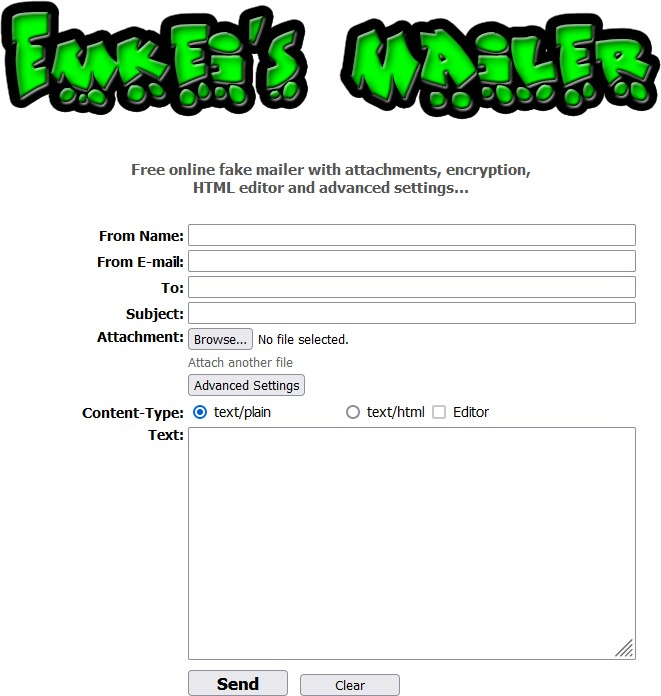 Emkei's Mailer
Free online fake mailer with attachments, encryption,
HTML editor and advanced settings...
From Name:
From E-mail:
To:
Subject:
Attachment: Browse... No file selected.
Attach another file
Advanced Settings
Content-Type: text/plain text/html Editor
Text:
Send Clear